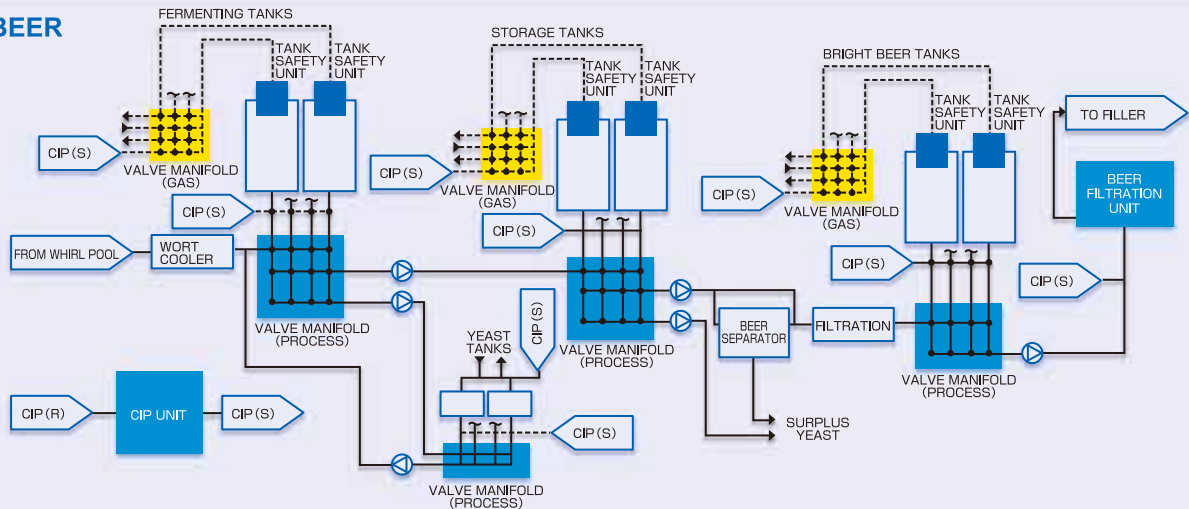 BEER
FERMENTING TANKS
TANK
SAFETY
UNIT
TANK
SAFETY
UNIT
CIP(S)
VALVE MANIFOLD
(GAS)
CIP(S)
FROM WHIRL POOL
WORT
COOLER
VALVE MANIFOLD
(PROCESS)
STORAGE TANKS
TANK
SAFETY
UNIT
TANK
SAFETY
UNIT
CIP(S)
VALVE MANIFOLD
(GAS)
CIP(S)
VALVE MANIFOLD
(PROCESS)
BRIGHT BEER TANKS
TANK
SAFETY
UNIT
TANK
SAFETY
UNIT
CIP(S)
VALVE MANIFOLD
(GAS)
CIP(S)
VALVE MANIFOLD
(PROCESS)
TO FILLER
BEER
FILTRATION
UNIT
CIP(S)
BEER
SEPARATOR
FILTRATION
SURPLUS
YEAST
YEAST
TANKS
CIP(S)
CIP(S)
VALVE MANIFOLD
(PROCESS)
CIP(R)
CIP UNIT
CIP(S)